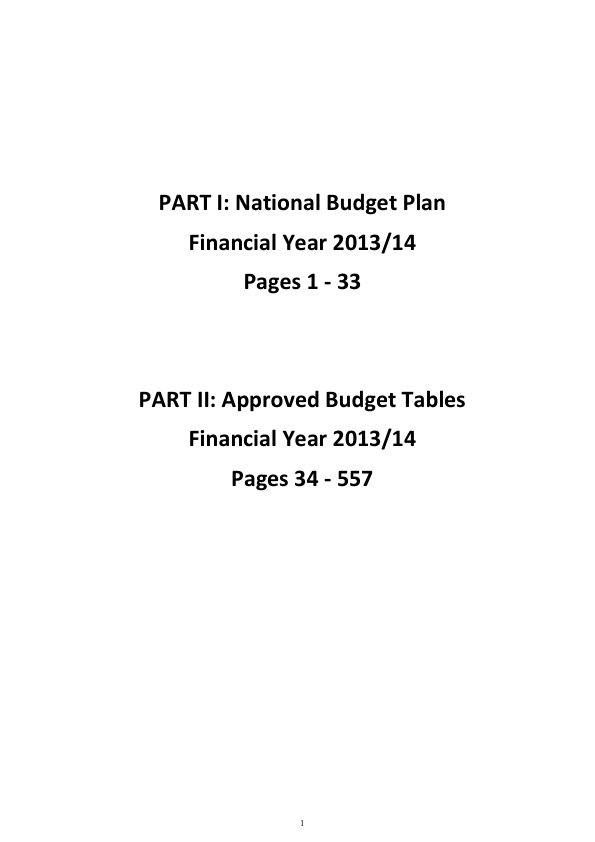 PART I: National Budget Plan
Financial Year 2013/14
Pages 1 - 33
PART II: Approved Budget Tables
Financial Year 2013/14
Pages 34 - 557
1